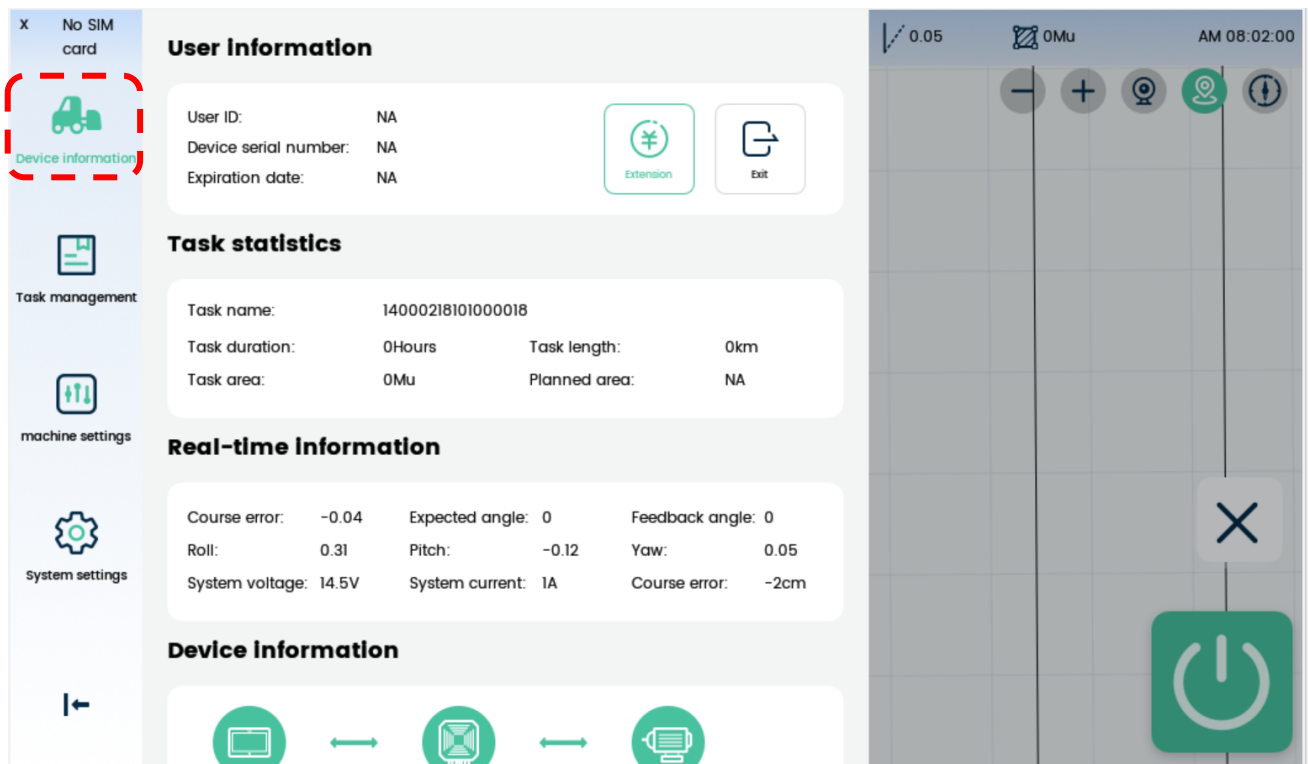 x No SIM
card
Device information
Task management
machine settings
System settings
User information
User ID: NA
Device serial number: NA
Expiration date: NA
Extension
Exit
Task statistics
Task name: 14000218101000018
Task duration: 0Hours Task length: 0km
Task area: 0Mu Planned area: NA
Real-time information
Course error: -0.04 Expected angle: 0 Feedback angle: 0
Roll: 0.31 Pitch: -0.12 Yaw: 0.05
System voltage: 14.5V System current: 1A Course error: -2cm
Device information
0.05 0Mu AM 08:02:00